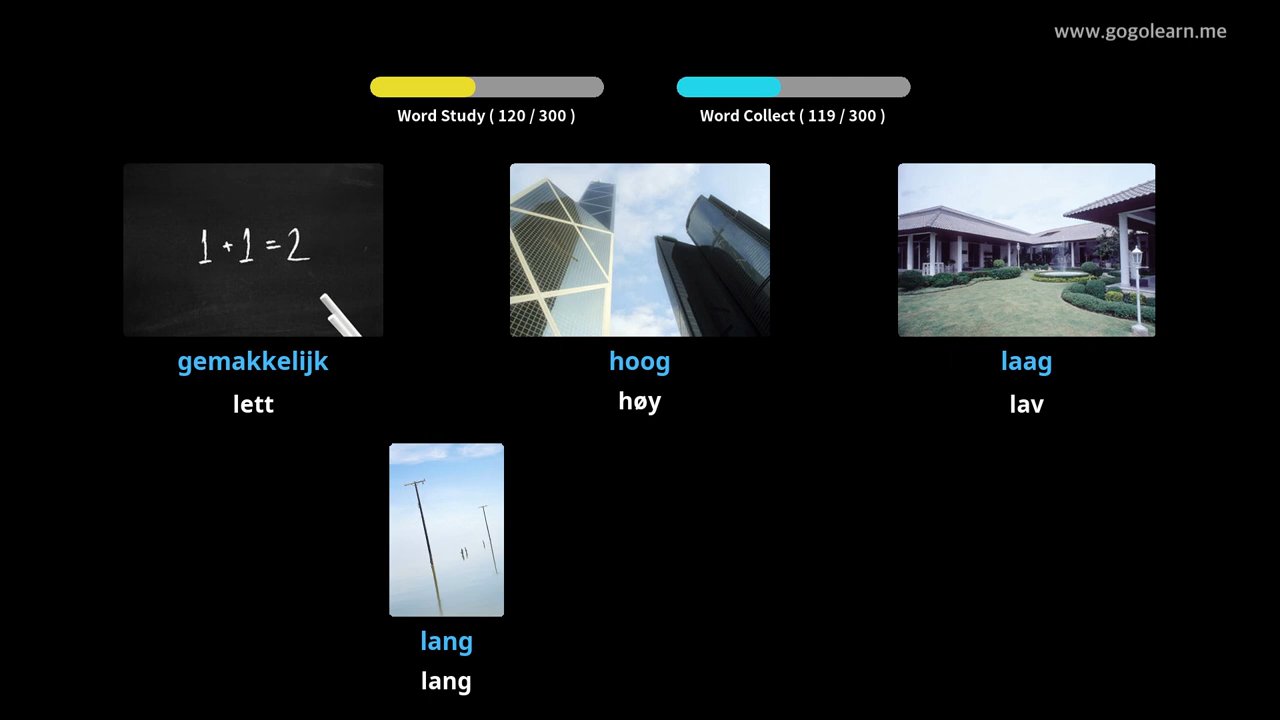 www.gogolearn.me
Word Study ( 120 / 300 )
Word Collect ( 119 / 300 )
1 + 1 = 2
gemakkelijk
lett
hoog
høy
laag
lav
lang
lang